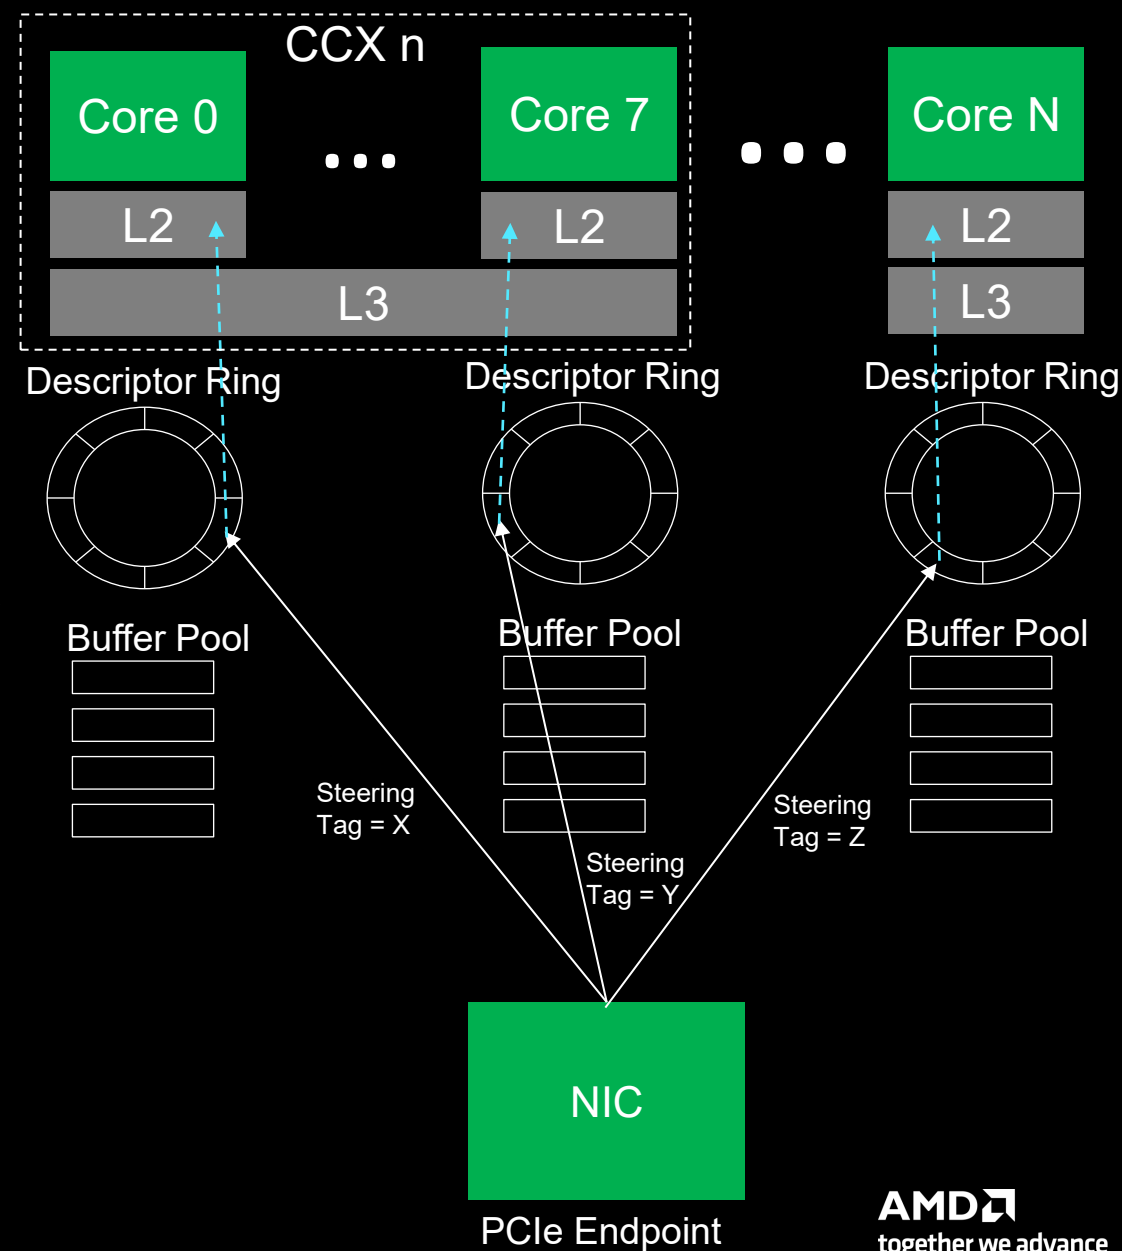 CCX n
Core 0
Core 7
Core N
L2
L2
L2
L3
L3
Descriptor Ring
Descriptor Ring
Descriptor Ring
Buffer Pool
Buffer Pool
Buffer Pool
Steering
Tag = X
Steering
Tag = Y
Steering
Tag = Z
NIC
PCIe Endpoint
AMD
together we advance